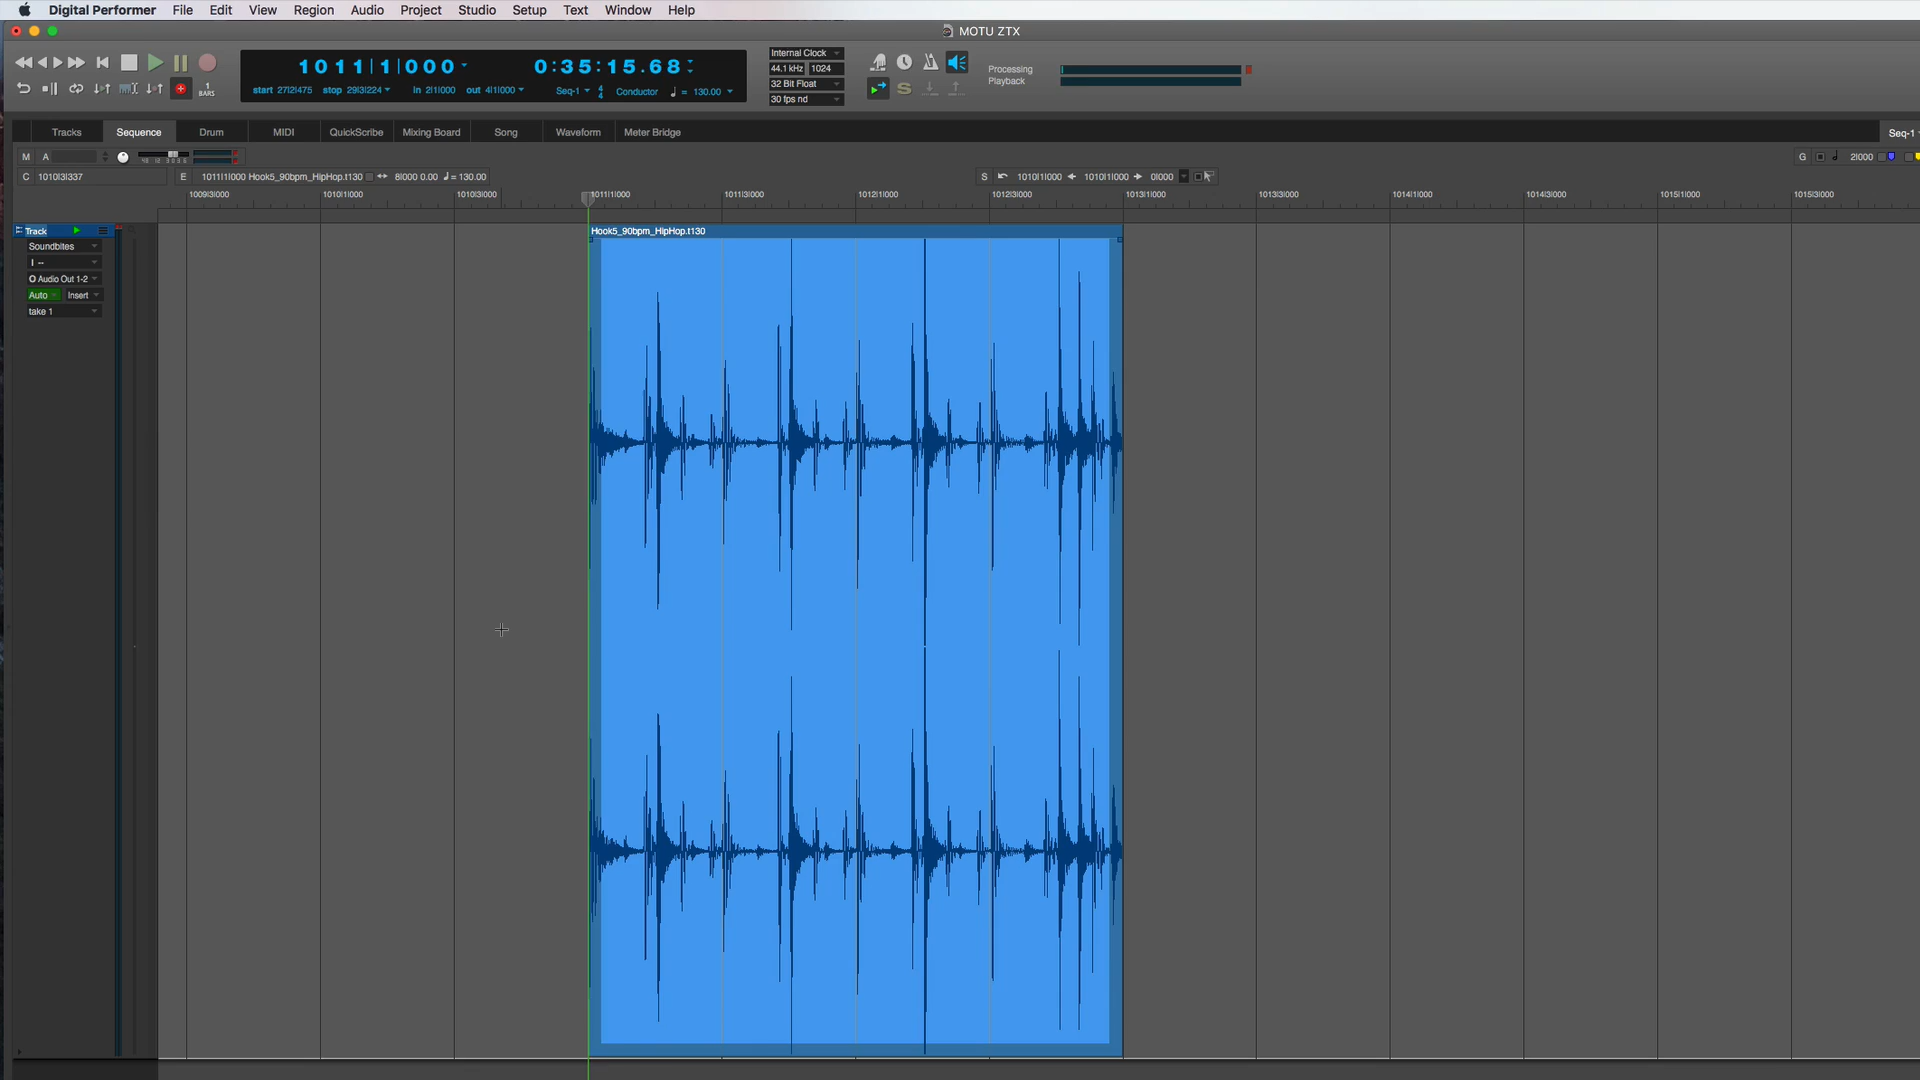 Digital Performer File Edit View Region Audio Project Studio Setup Text Window Help
MOTU ZTX
1011|1|000 0:35:15.68
start 27|2|475 stop 29|3|224 in 2|1|000 out 4|1|000 Seq-1 4 4 Conductor ♩ = 130.00
1 BARS
Internal Clock
44.1 kHz 1024
32 Bit Float
30 fps nd
Processing
Playback
Tracks Sequence Drum MIDI QuickScribe Mixing Board Song Waveform Meter Bridge Seq-1
M A
G 2|000
C 1010|3|337 E 1011|1|000 Hook5_90bpm_HipHop.t130 8|000 0.00 ♩= 130.00 S 1010|1|000 1010|1|000 0|000
1009|3|000 1010|1|000 1010|3|000 1011|1|000 1011|3|000 1012|1|000 1012|3|000 1013|1|000 1013|3|000 1014|1|000 1014|3|000 1015|1|000 1015|3|000
Track
Hook5_90bpm_HipHop.t130
Soundbites
I --
O Audio Out 1-2
Auto Insert
take 1